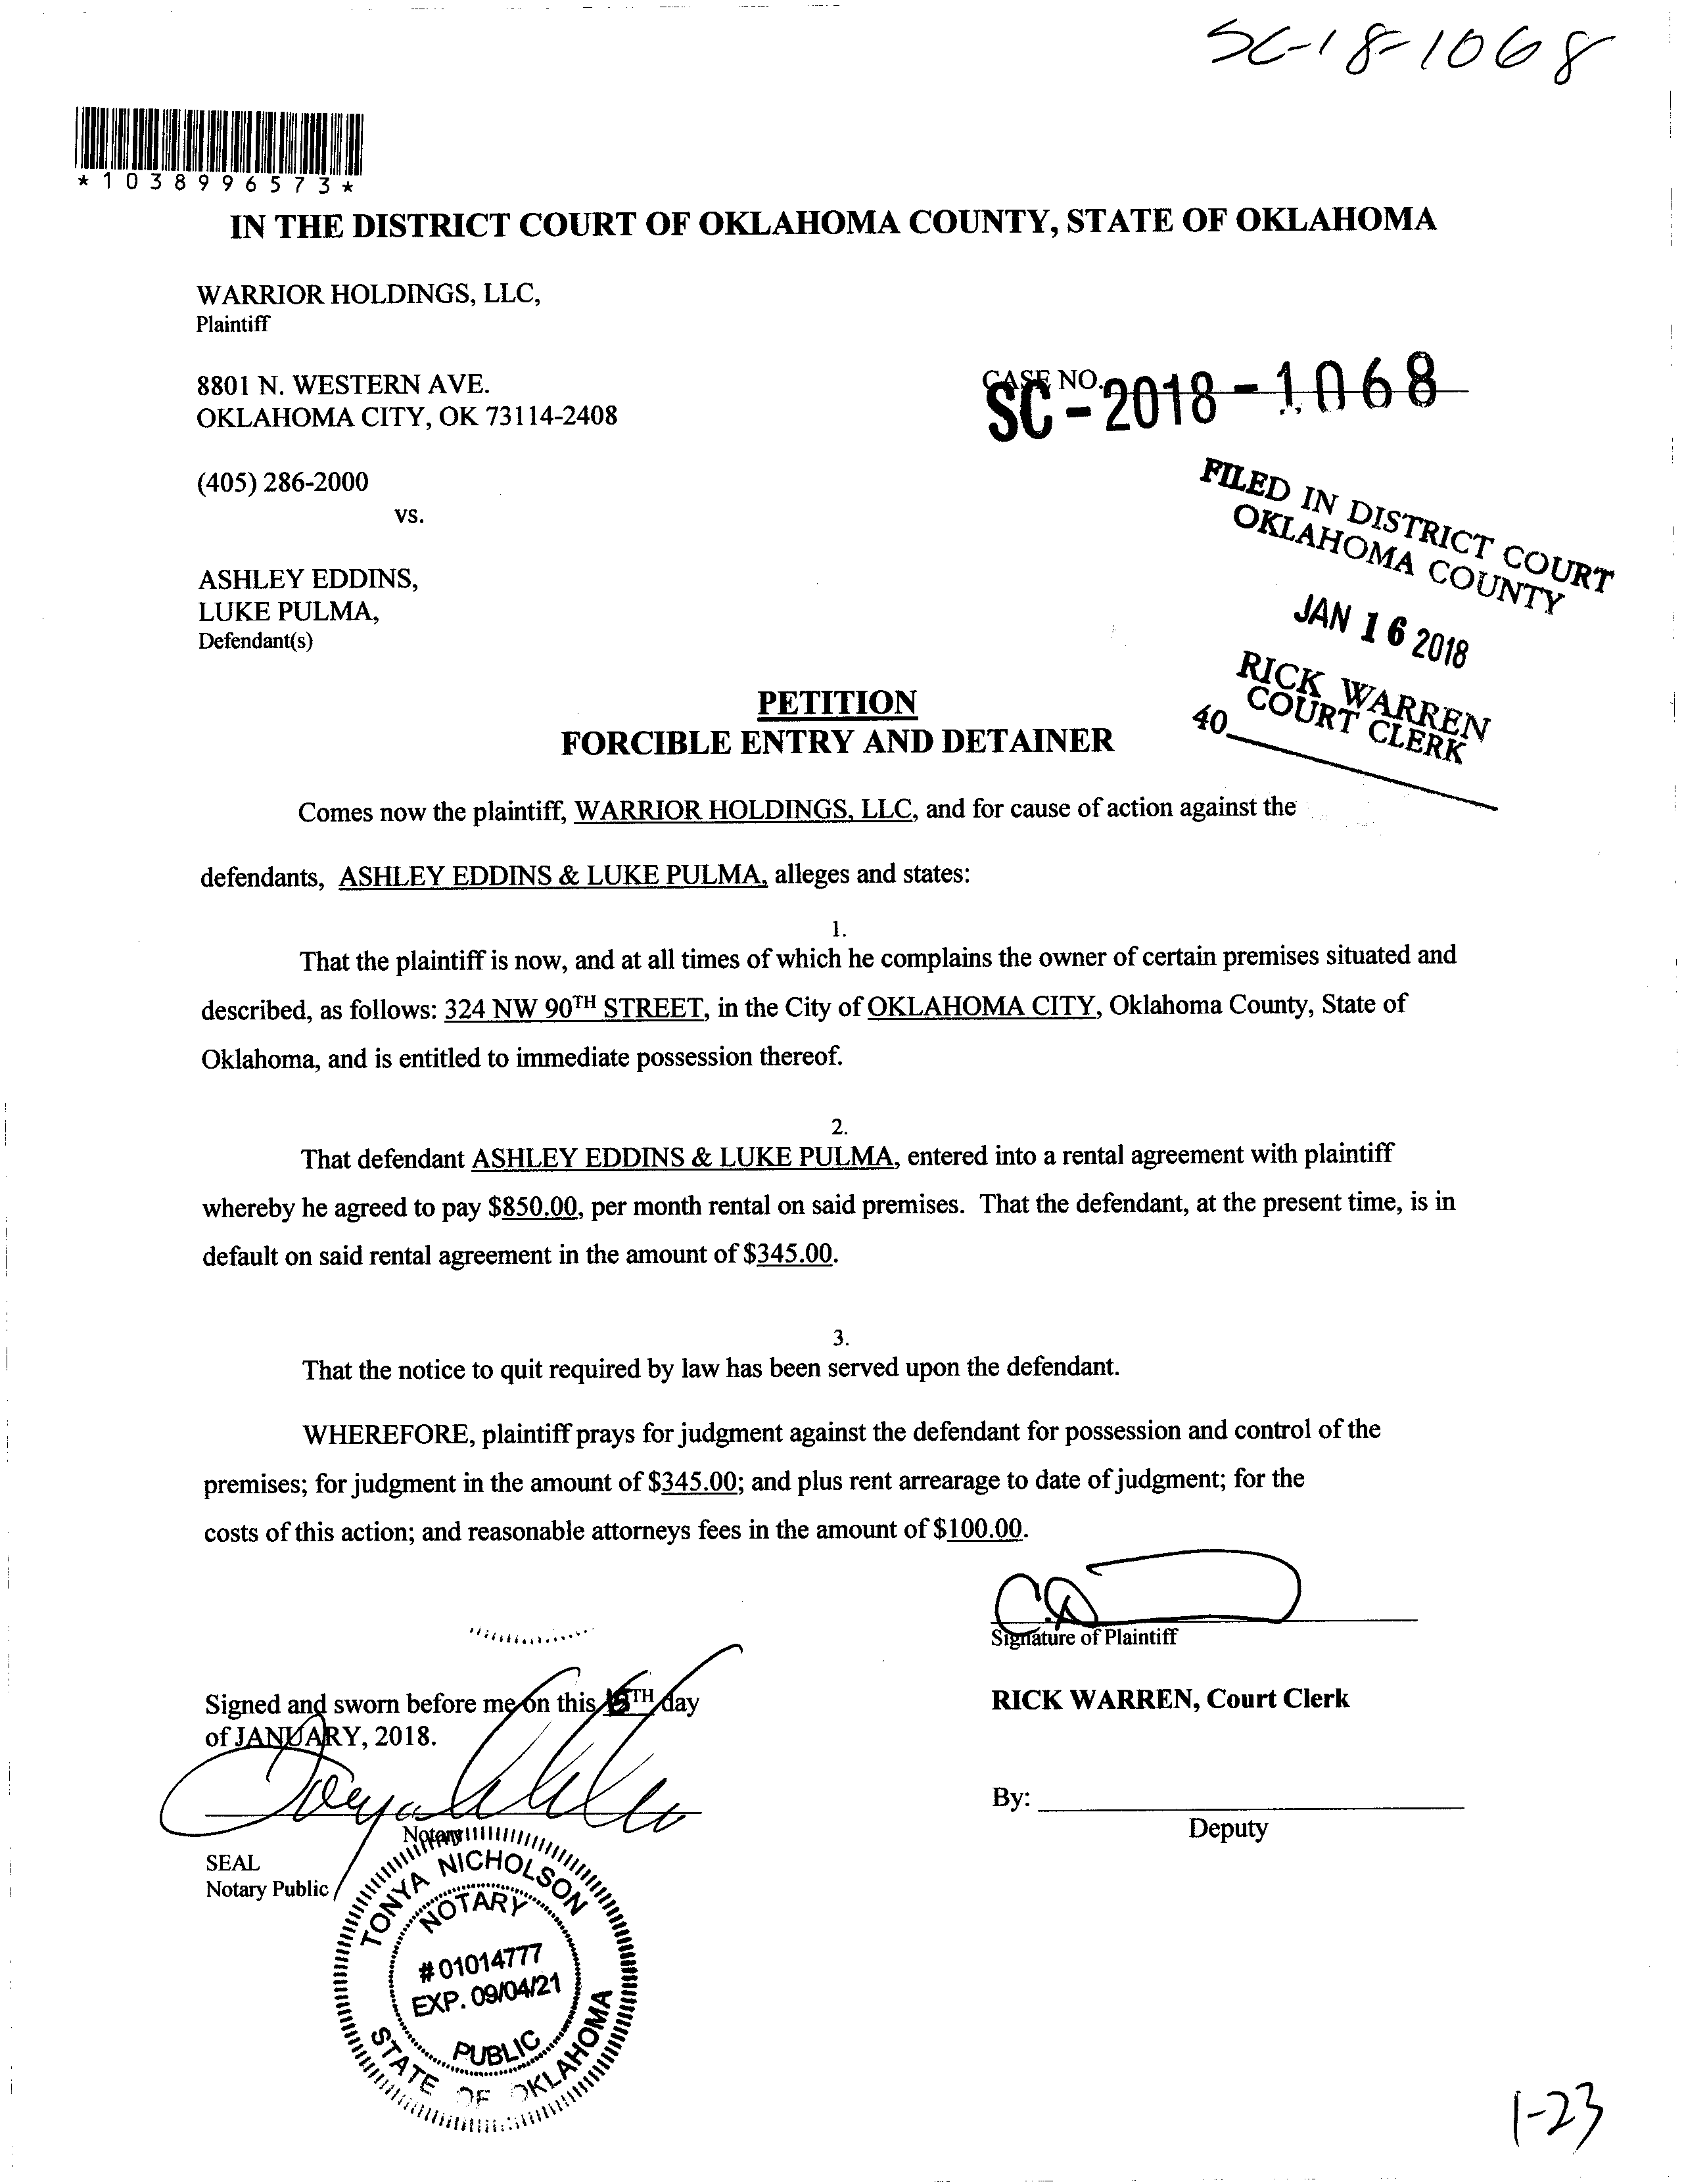 SC-18-1068
*1038996573*
IN THE DISTRICT COURT OF OKLAHOMA COUNTY, STATE OF OKLAHOMA
WARRIOR HOLDINGS, LLC,
Plaintiff
8801 N. WESTERN AVE.
OKLAHOMA CITY, OK 73114-2408
CASE NO.
SC-2018-1068
(405) 286-2000
vs.
FILED IN DISTRICT COURT
OKLAHOMA COUNTY
JAN 16 2018
RICK WARREN
COURT CLERK
40
ASHLEY EDDINS,
LUKE PULMA,
Defendant(s)
PETITION
FORCIBLE ENTRY AND DETAINER
Comes now the plaintiff, WARRIOR HOLDINGS, LLC, and for cause of action against the
defendants, ASHLEY EDDINS & LUKE PULMA, alleges and states:
1.
That the plaintiff is now, and at all times of which he complains the owner of certain premises situated and
described, as follows: 324 NW 90TH STREET, in the City of OKLAHOMA CITY, Oklahoma County, State of
Oklahoma, and is entitled to immediate possession thereof.
2.
That defendant ASHLEY EDDINS & LUKE PULMA, entered into a rental agreement with plaintiff
whereby he agreed to pay $850.00, per month rental on said premises. That the defendant, at the present time, is in
default on said rental agreement in the amount of $345.00.
3.
That the notice to quit required by law has been served upon the defendant.
WHEREFORE, plaintiff prays for judgment against the defendant for possession and control of the
premises; for judgment in the amount of $345.00; and plus rent arrearage to date of judgment; for the
costs of this action; and reasonable attorneys fees in the amount of $100.00.
Signature of Plaintiff
Signed and sworn before me on this TH day
of JANUARY, 2018.
RICK WARREN, Court Clerk
By:
Deputy
Notary
SEAL
Notary Public
TONYA NICHOLSON
NOTARY
#01014777
EXP. 09/04/21
PUBLIC
STATE OF OKLAHOMA
1-23